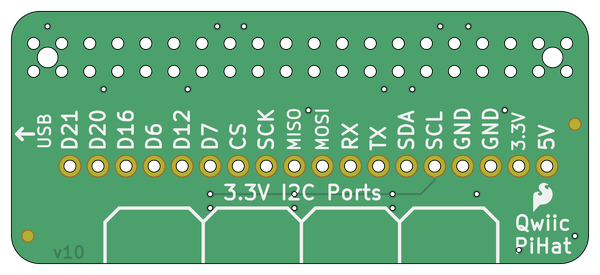 USB
D21
D20
D16
D6
D12
D7
CS
SCK
MISO
MOSI
RX
TX
SDA
SCL
GND
GND
3.3V
5V
3.3V I2C Ports
Qwiic
PiHat
v10